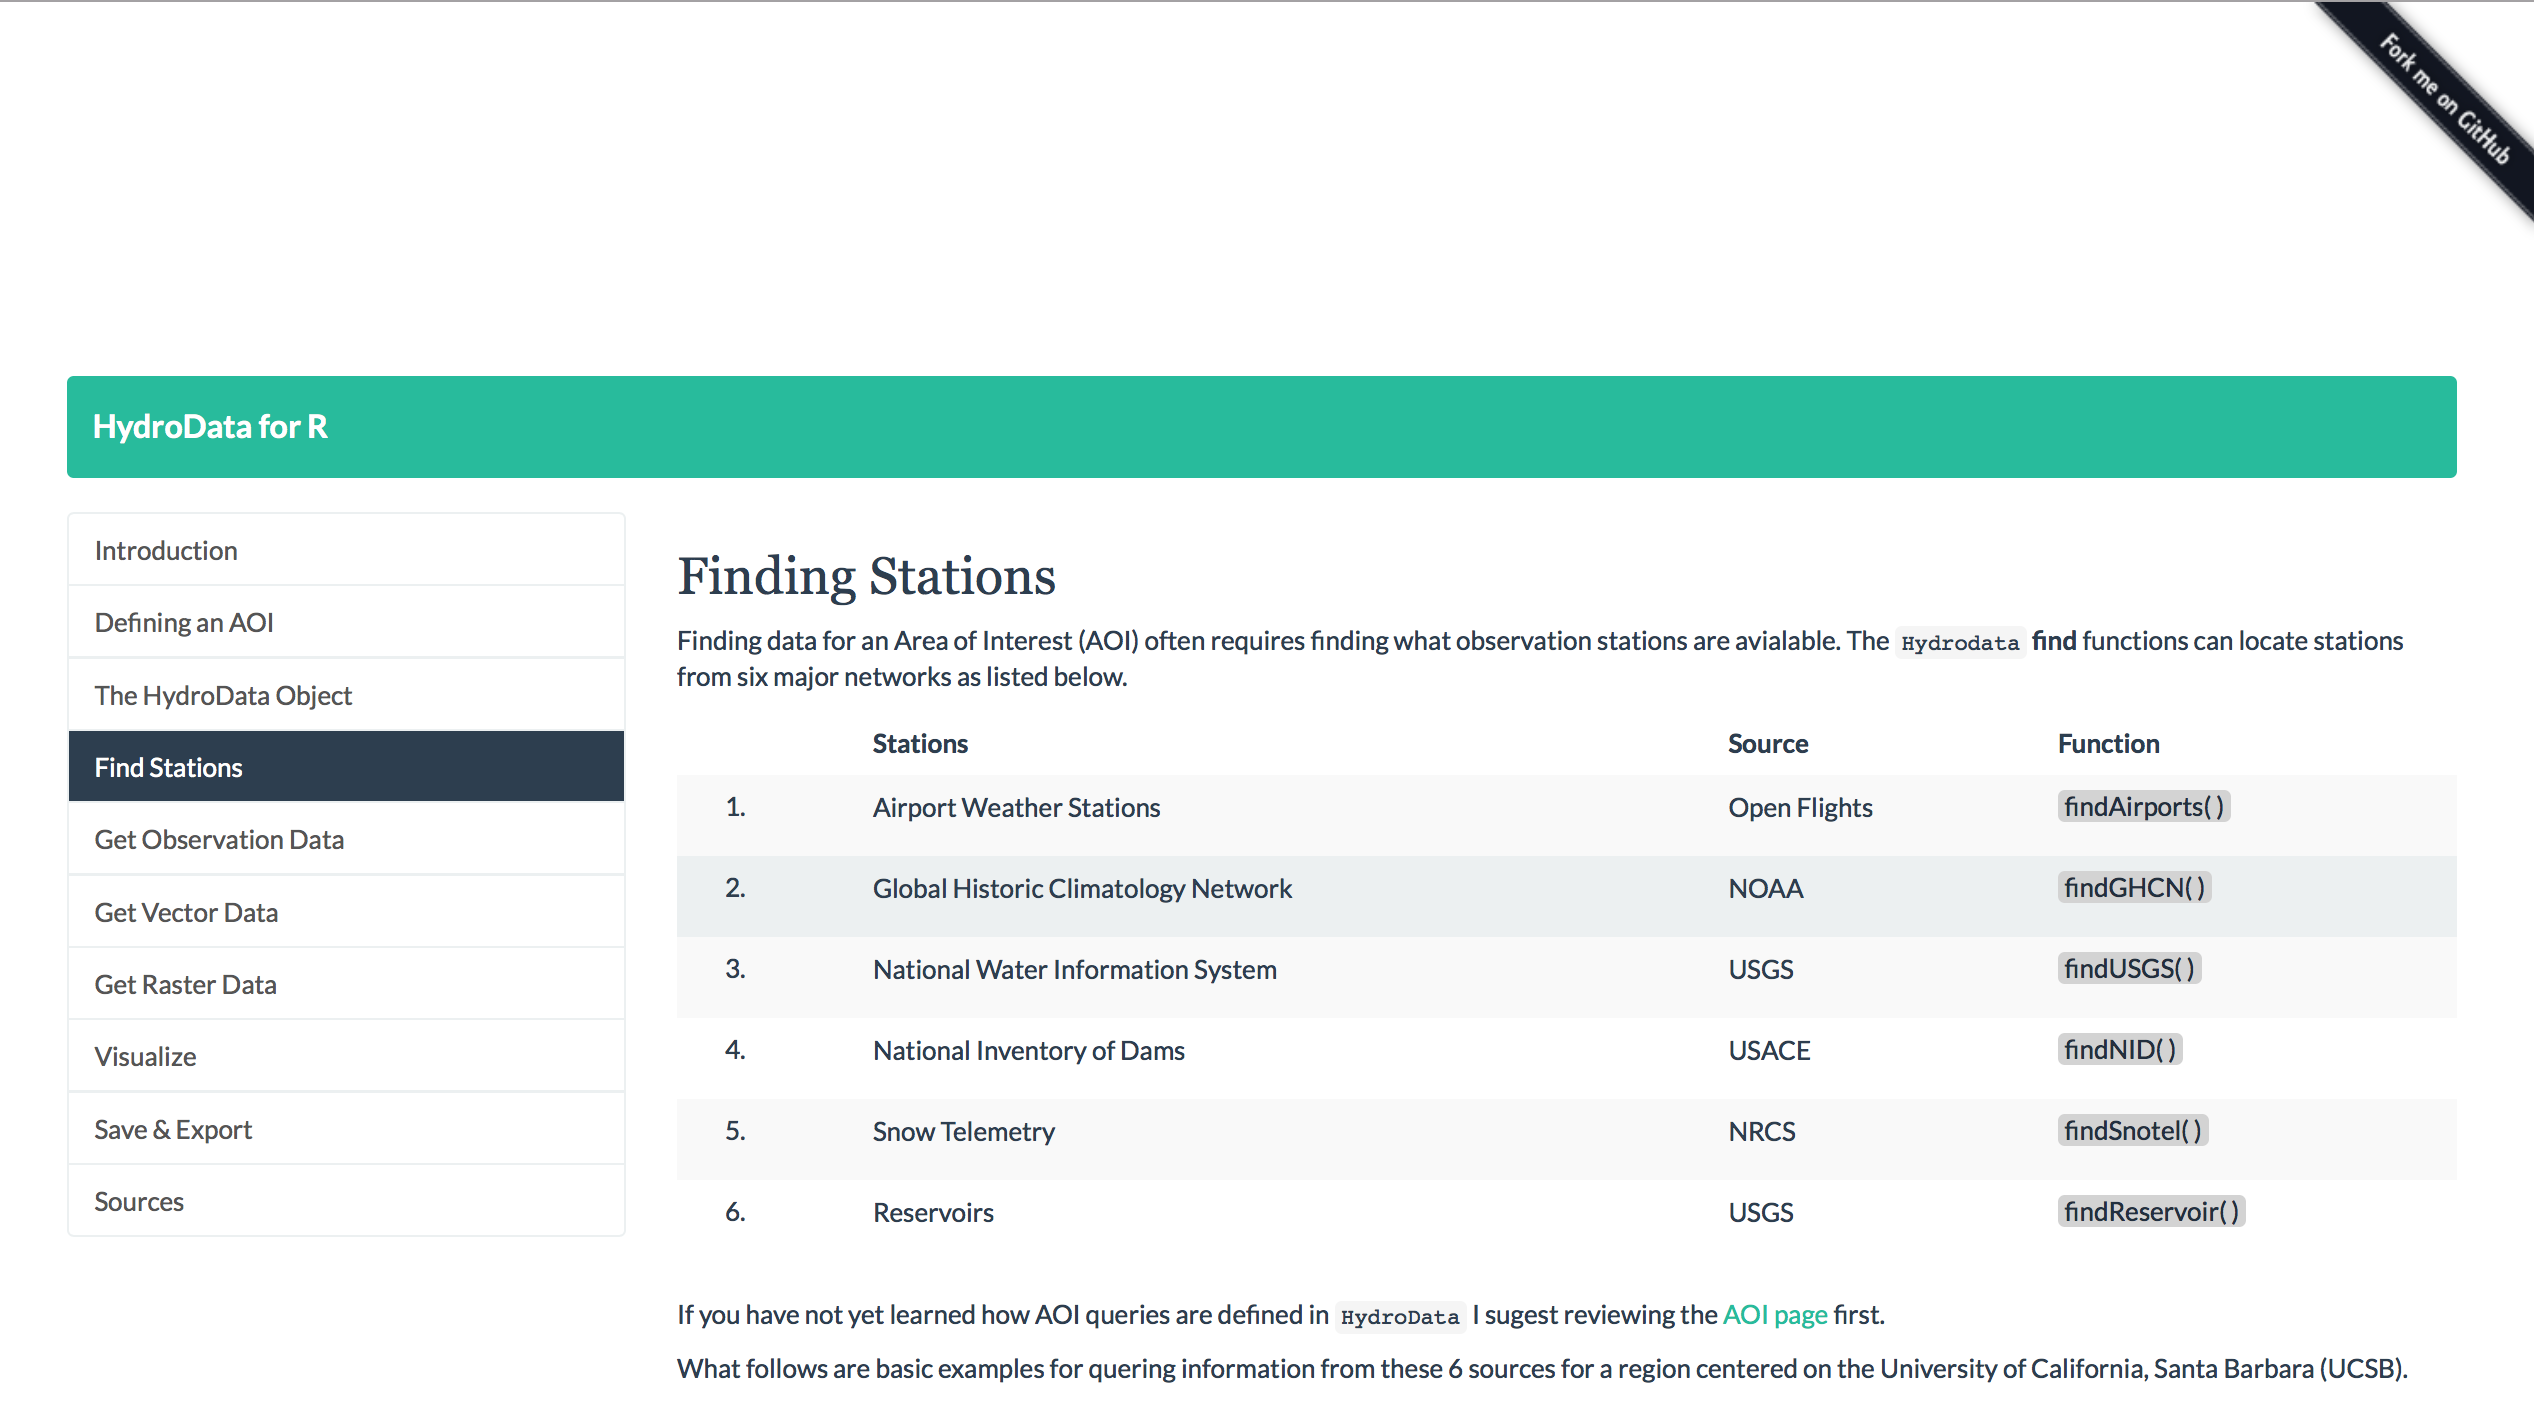 Fork me on GitHub
HydroData for R
Introduction
Defining an AOI
The HydroData Object
Find Stations
Get Observation Data
Get Vector Data
Get Raster Data
Visualize
Save & Export
Sources
Finding Stations
Finding data for an Area of Interest (AOI) often requires finding what observation stations are avialable. The Hydrodata find functions can locate stations
from six major networks as listed below.
Stations Source Function
1. Airport Weather Stations Open Flights findAirports()
2. Global Historic Climatology Network NOAA findGHCN()
3. National Water Information System USGS findUSGS()
4. National Inventory of Dams USACE findNID()
5. Snow Telemetry NRCS findSnotel()
6. Reservoirs USGS findReservoir()
If you have not yet learned how AOI queries are defined in HydroData I sugest reviewing the AOI page first.
What follows are basic examples for quering information from these 6 sources for a region centered on the University of California, Santa Barbara (UCSB).